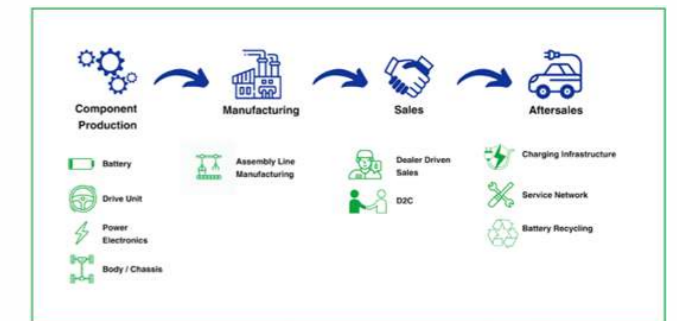 Component
Production
Manufacturing
Sales
Aftersales
Battery
Drive Unit
Power
Electronics
Body / Chassis
Assembly Line
Manufacturing
Dealer Driven
Sales
D2C
Charging Infrastructure
Service Network
Battery Recycling